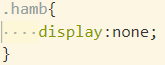 .hamb{
    display:none;
}